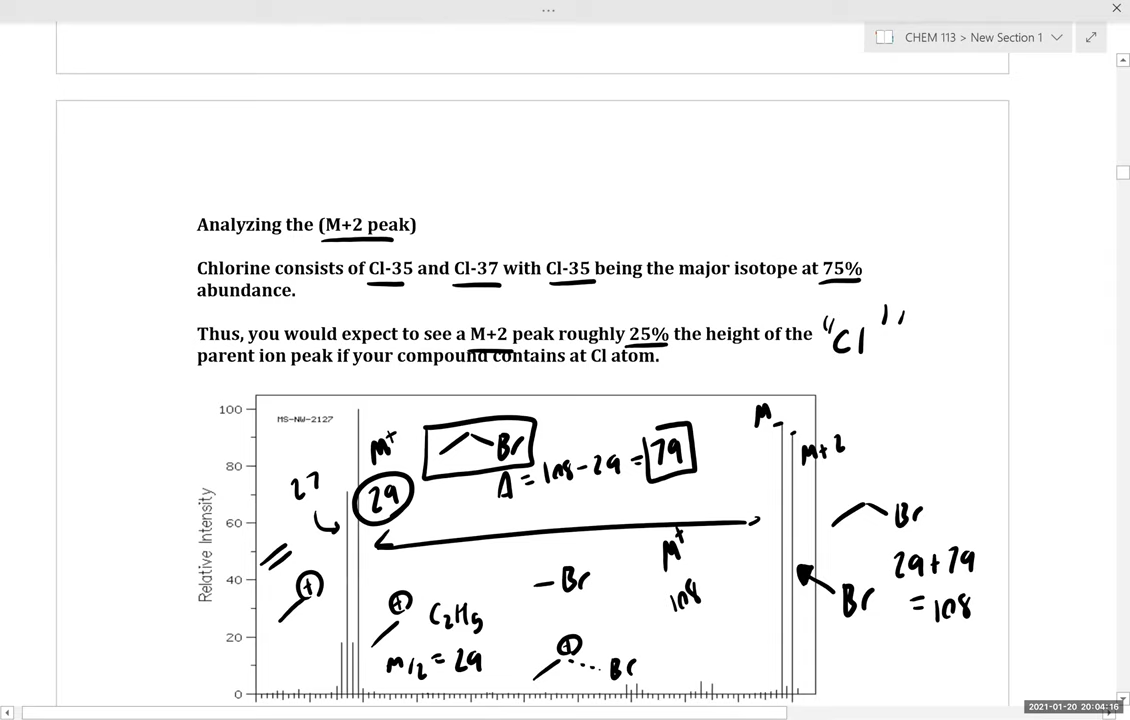 CHEM 113 > New Section 1
Analyzing the (M+2 peak)
Chlorine consists of Cl-35 and Cl-37 with Cl-35 being the major isotope at 75%
abundance.
Thus, you would expect to see a M+2 peak roughly 25% the height of the
parent ion peak if your compound contains at Cl atom.
"Cl"
MS-NW-2127
Relative Intensity
100
80
60
40
20
0
27
M+
29
Br
Δ = 108 - 29 = 79
M
M+2
M+
108
Br
29 + 79
= 108
Br
+
+
C2H5
m/z = 29
- Br
+
Br
2021-01-20 20:04:16